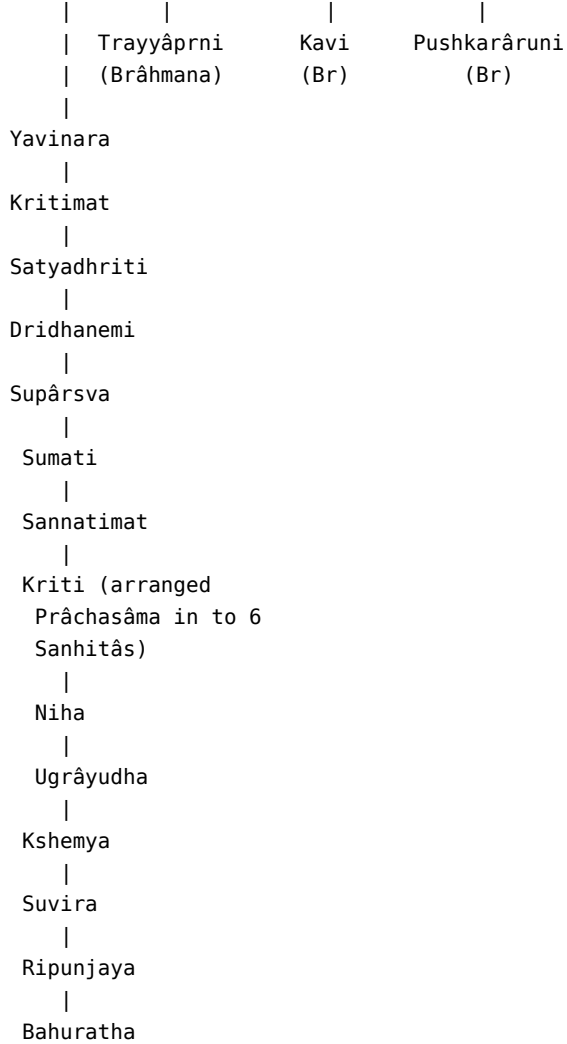 |       |            |           |
|  Trayyâprni      Kavi     Pushkarâruni
|  (Brâhmana)      (Br)         (Br)
|
Yavinara
|
Kritimat
|
Satyadhriti
|
Dridhanemi
|
Supârsva
|
Sumati
|
Sannatimat
|
Kriti (arranged
Prâchasâma in to 6
Sanhitâs)
|
Niha
|
Ugrâyudha
|
Kshemya
|
Suvira
|
Ripunjaya
|
Bahuratha